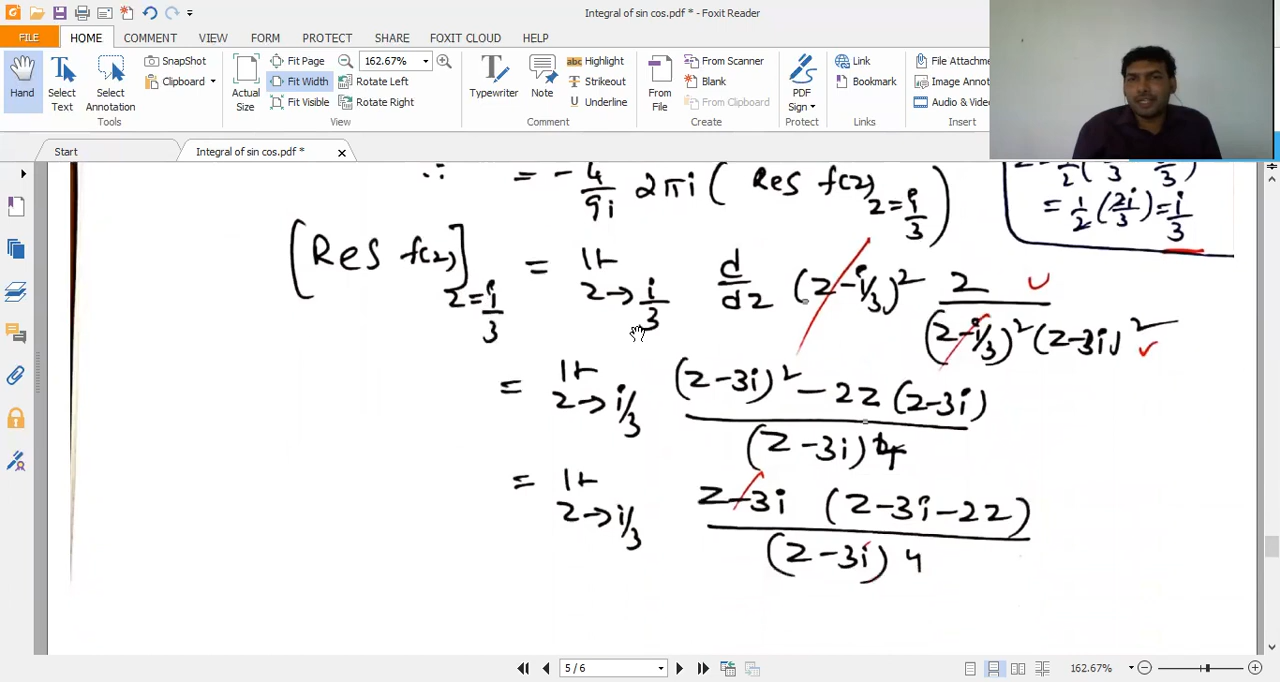 Integral of sin cos.pdf * - Foxit Reader
FILE HOME COMMENT VIEW FORM PROTECT SHARE FOXIT CLOUD HELP
SnapShot Fit Page 162.67% Highlight From Scanner Link File Attachme
Hand Select Text Select Annotation Clipboard Actual Size Fit Width Rotate Left Typewriter Note Strikeout From File Blank PDF Sign Bookmark Image Annot
Fit Visible Rotate Right Underline From Clipboard Audio & Video
Tools View Comment Create Protect Links Insert
Start Integral of sin cos.pdf *
∴ = -4/9i 2πi ( Res f(z) z=i/3 )
= 1/2 (2i/3) = i/3
[Res f(z)] z=i/3 = lt z→i/3 d/dz (z-i/3)² z / (z-i/3)² (z-3i)²
= lt z→i/3 (z-3i)² - 2z (z-3i) / (z-3i)4
= lt z→i/3 z-3i (z-3i-2z) / (z-3i) 4
5 / 6 162.67%